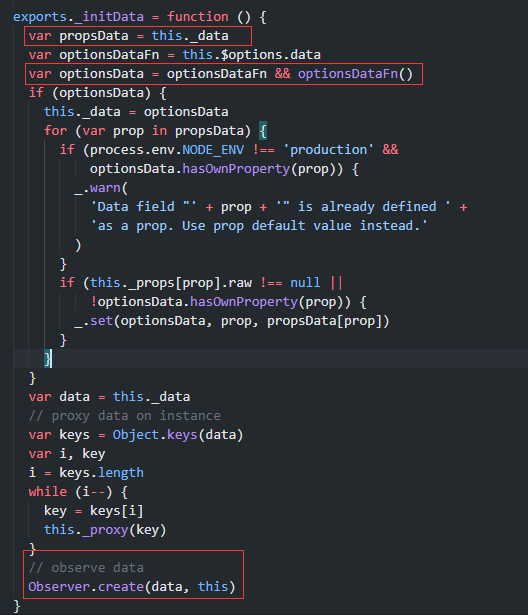 exports._initData = function () {
  var propsData = this._data
  var optionsDataFn = this.$options.data
  var optionsData = optionsDataFn && optionsDataFn()
  if (optionsData) {
    this._data = optionsData
    for (var prop in propsData) {
      if (process.env.NODE_ENV !== 'production' &&
          optionsData.hasOwnProperty(prop)) {
        _.warn(
          'Data field "' + prop + '" is already defined ' +
          'as a prop. Use prop default value instead.'
        )
      }
      if (this._props[prop].raw !== null ||
          !optionsData.hasOwnProperty(prop)) {
        _.set(optionsData, prop, propsData[prop])
      }
    }
  }
  var data = this._data
  // proxy data on instance
  var keys = Object.keys(data)
  var i, key
  i = keys.length
  while (i--) {
    key = keys[i]
    this._proxy(key)
  }
  // observe data
  Observer.create(data, this)
}